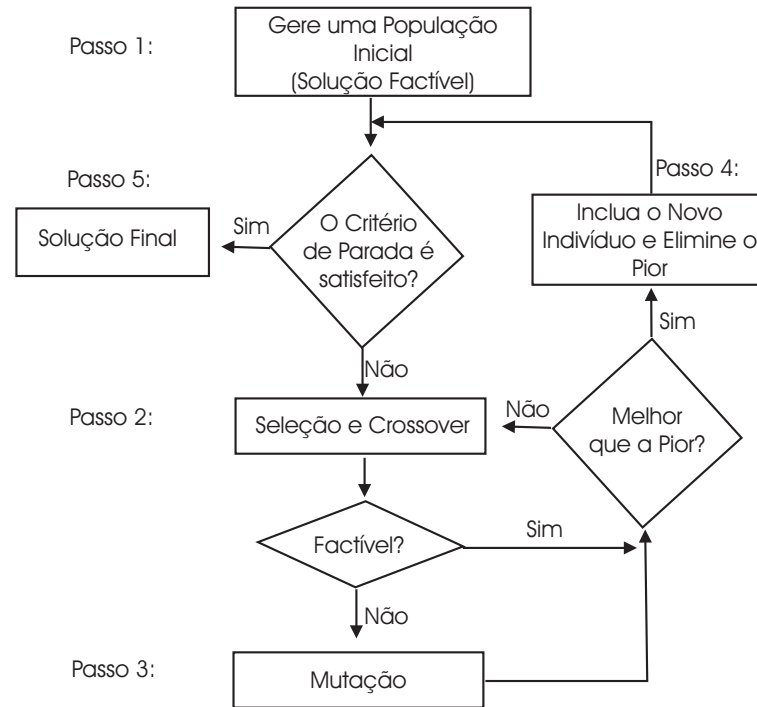 Passo 1:
Gere uma População
Inicial
(Solução Factível)
Passo 5:
Solução Final
Sim
O Critério
de Parada é
satisfeito?
Não
Passo 4:
Inclua o Novo
Indivíduo e Elimine o
Pior
Sim
Passo 2:
Seleção e Crossover
Não
Melhor
que a Pior?
Factível?
Sim
Não
Passo 3:
Mutação